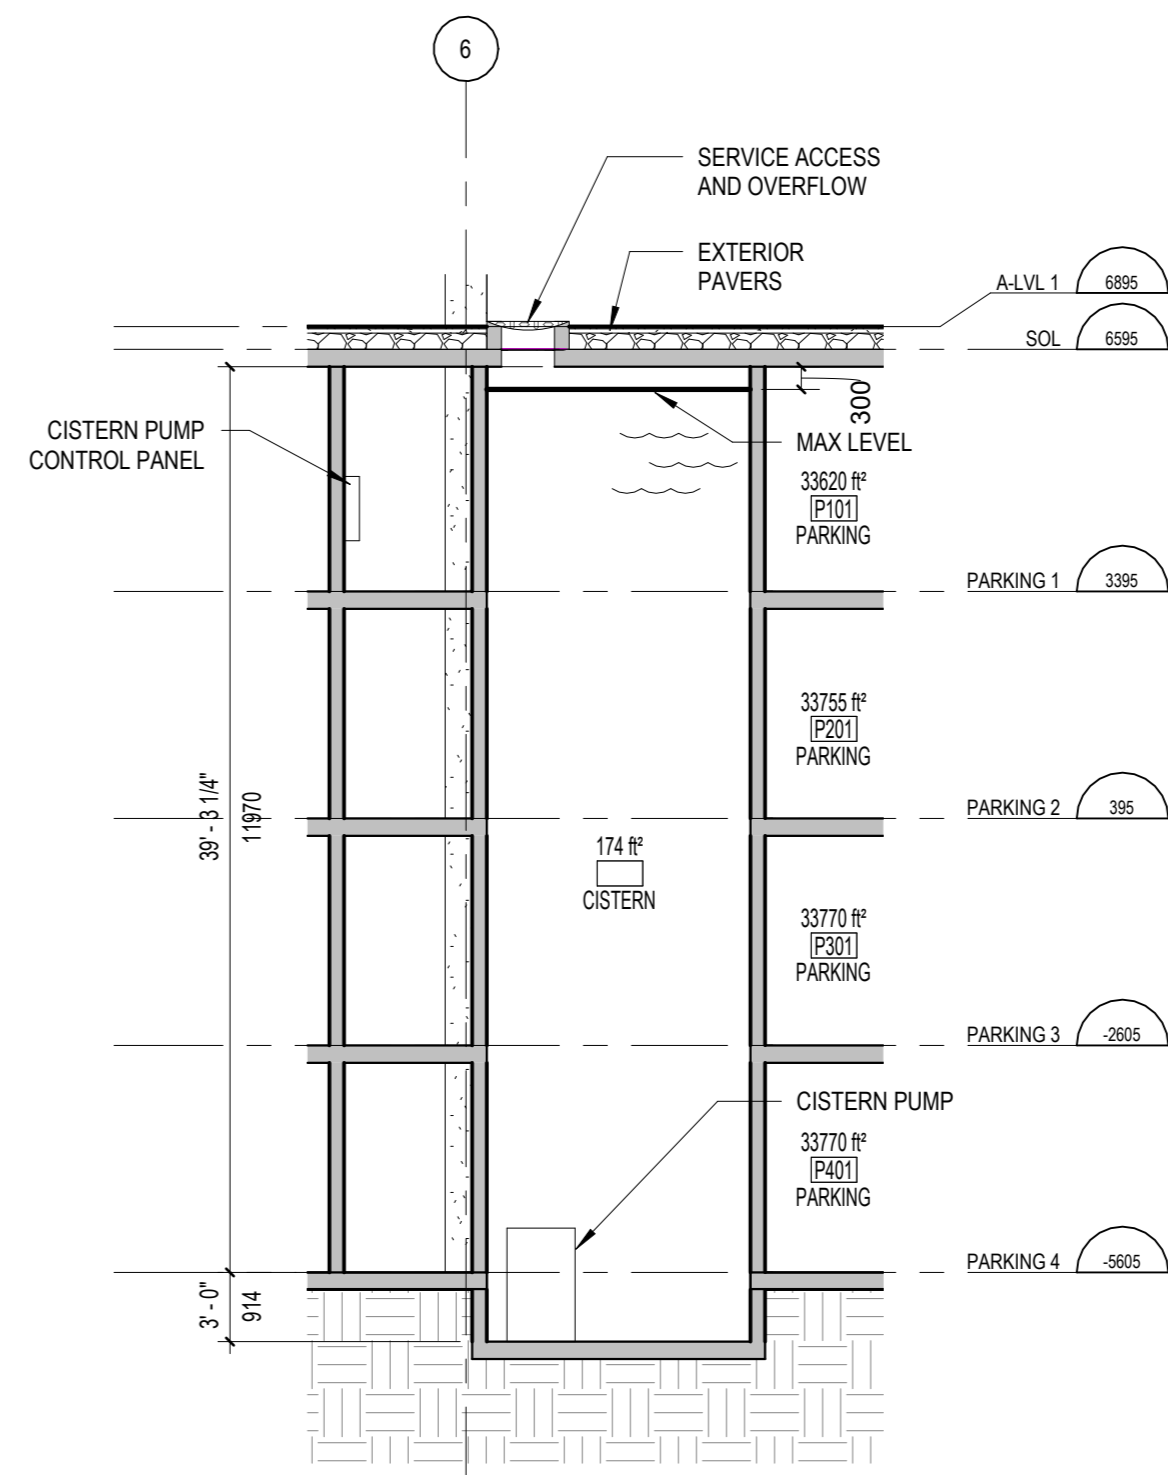 6
SERVICE ACCESS
AND OVERFLOW
EXTERIOR
PAVERS
A-LVL 1
6895
SOL
6595
300
CISTERN PUMP
CONTROL PANEL
MAX LEVEL
33620 ft²
P101
PARKING
PARKING 1
3395
33755 ft²
P201
PARKING
39' - 3 1/4"
11970
PARKING 2
395
174 ft²
CISTERN
33770 ft²
P301
PARKING
PARKING 3
-2605
CISTERN PUMP
33770 ft²
P401
PARKING
PARKING 4
-5605
3' - 0"
914